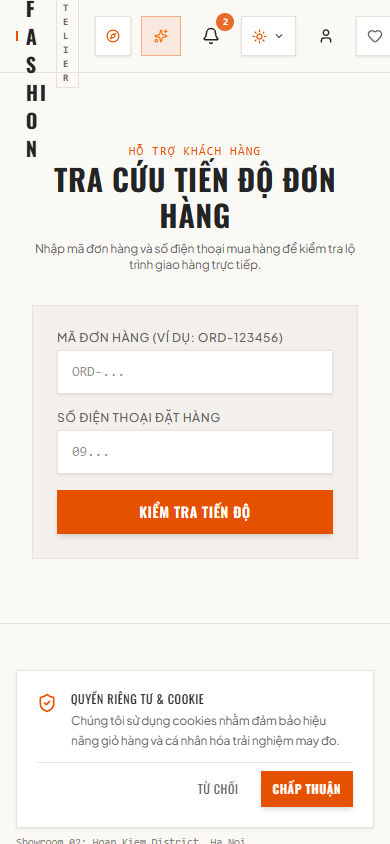 F
A
S
HI
O
N
T
E
L
I
E
R
2
HỖ TRỢ KHÁCH HÀNG
TRA CỨU TIẾN ĐỘ ĐƠN
HÀNG
Nhập mã đơn hàng và số điện thoại mua hàng để kiểm tra lộ
trình giao hàng trực tiếp.
MÃ ĐƠN HÀNG (VÍ DỤ: ORD-123456)
ORD-...
SỐ ĐIỆN THOẠI ĐẶT HÀNG
09...
KIỂM TRA TIẾN ĐỘ
QUYỀN RIÊNG TƯ & COOKIE
Chúng tôi sử dụng cookies nhằm đảm bảo hiệu
năng giỏ hàng và cá nhân hóa trải nghiệm may đo.
TỪ CHỐI
CHẤP THUẬN
Showroom 02: Hoan Kiem District, Ha Noi